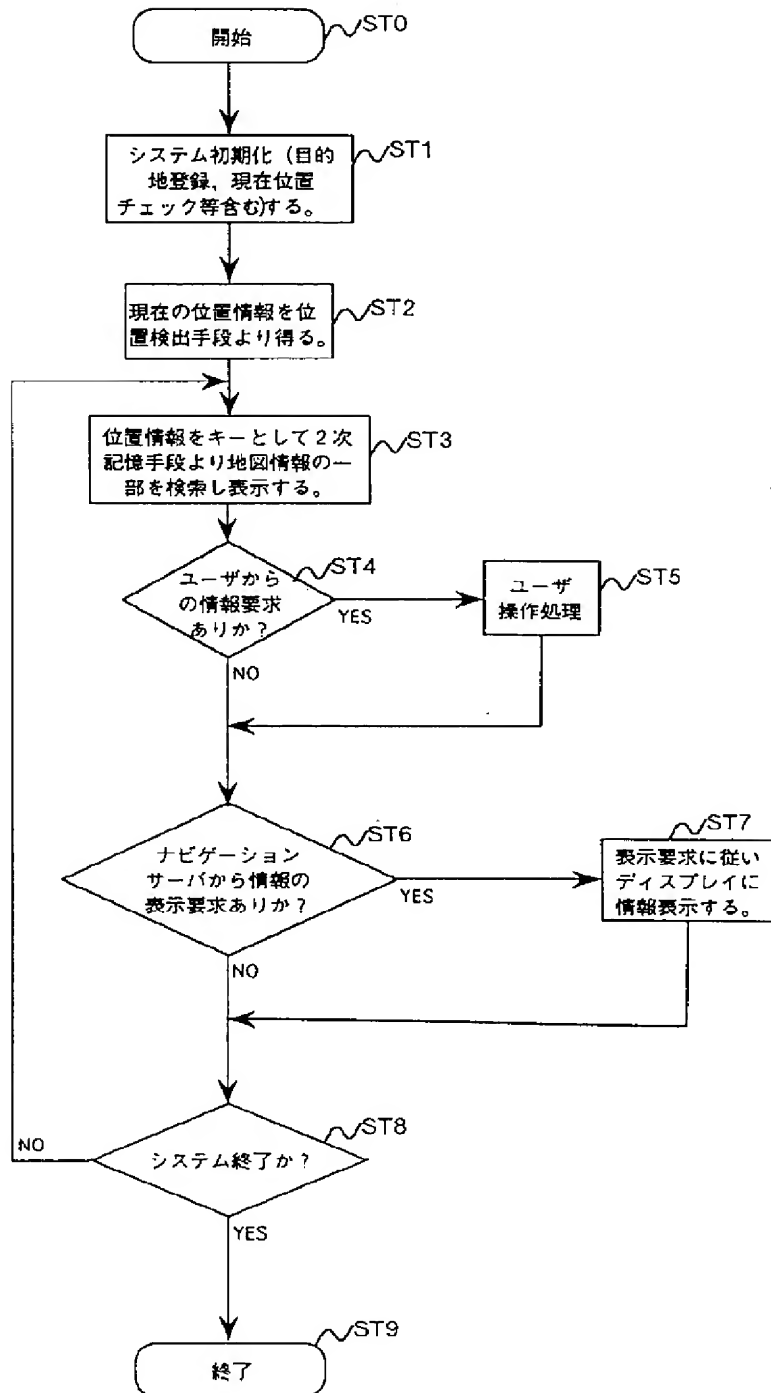 開始
ST0
システム初期化（目的
地登録、現在位置
チェック等含む)する。
ST1
現在の位置情報を位
置検出手段より得る。
ST2
位置情報をキーとして２次
記憶手段より地図情報の一
部を検索し表示する。
ST3
ユーザから
の情報要求
ありか？
ST4
YES
NO
ユーザ
操作処理
ST5
ナビゲーション
サーバから情報の
表示要求ありか？
ST6
YES
NO
表示要求に従い
ディスプレイに
情報表示する。
ST7
システム終了か？
ST8
NO
YES
終了
ST9